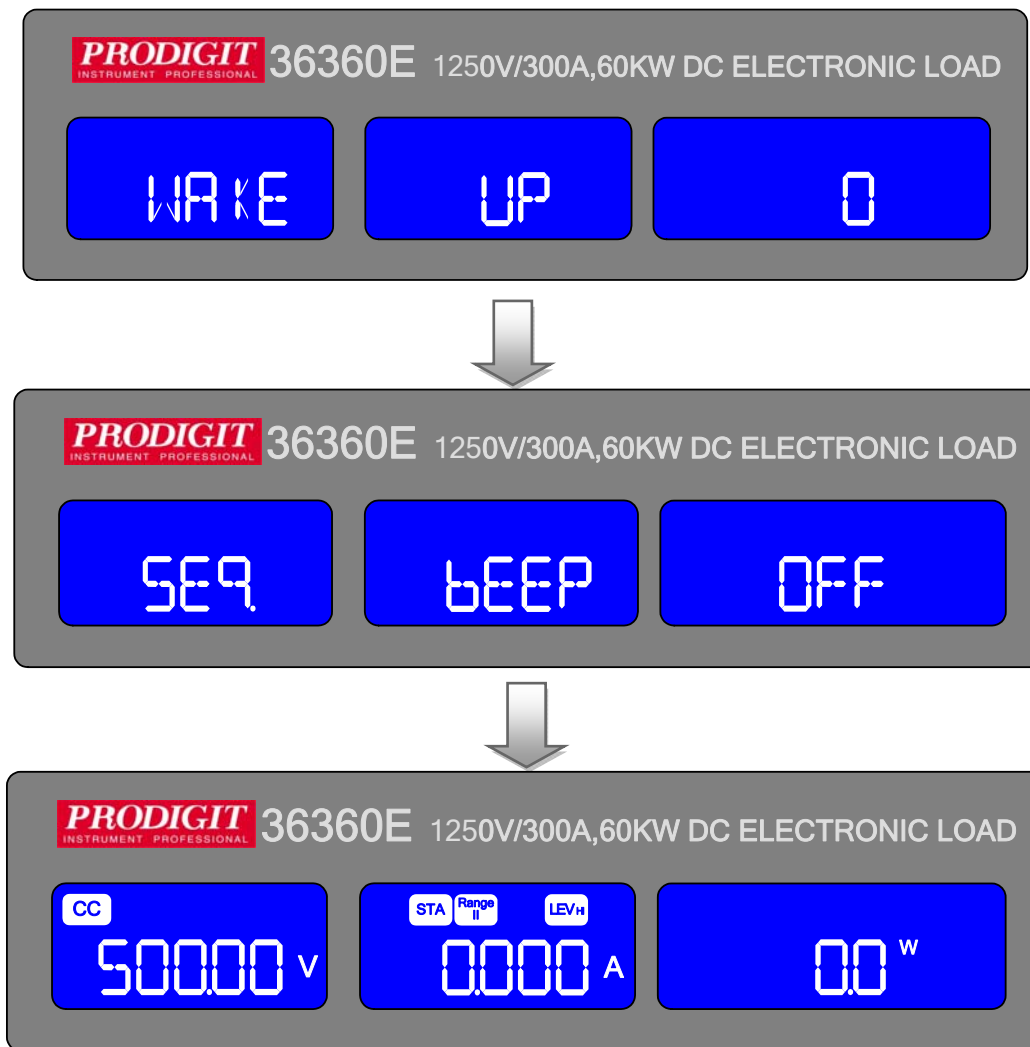 PRODIGIT
INSTRUMENT PROFESSIONAL
36360E 1250V/300A,60KW DC ELECTRONIC LOAD
WAKE UP 0
PRODIGIT
INSTRUMENT PROFESSIONAL
36360E 1250V/300A,60KW DC ELECTRONIC LOAD
SEq. bEEP OFF
PRODIGIT
INSTRUMENT PROFESSIONAL
36360E 1250V/300A,60KW DC ELECTRONIC LOAD
CC STA Range II LEV HI
500.00 V 0.000 A 0.0 W